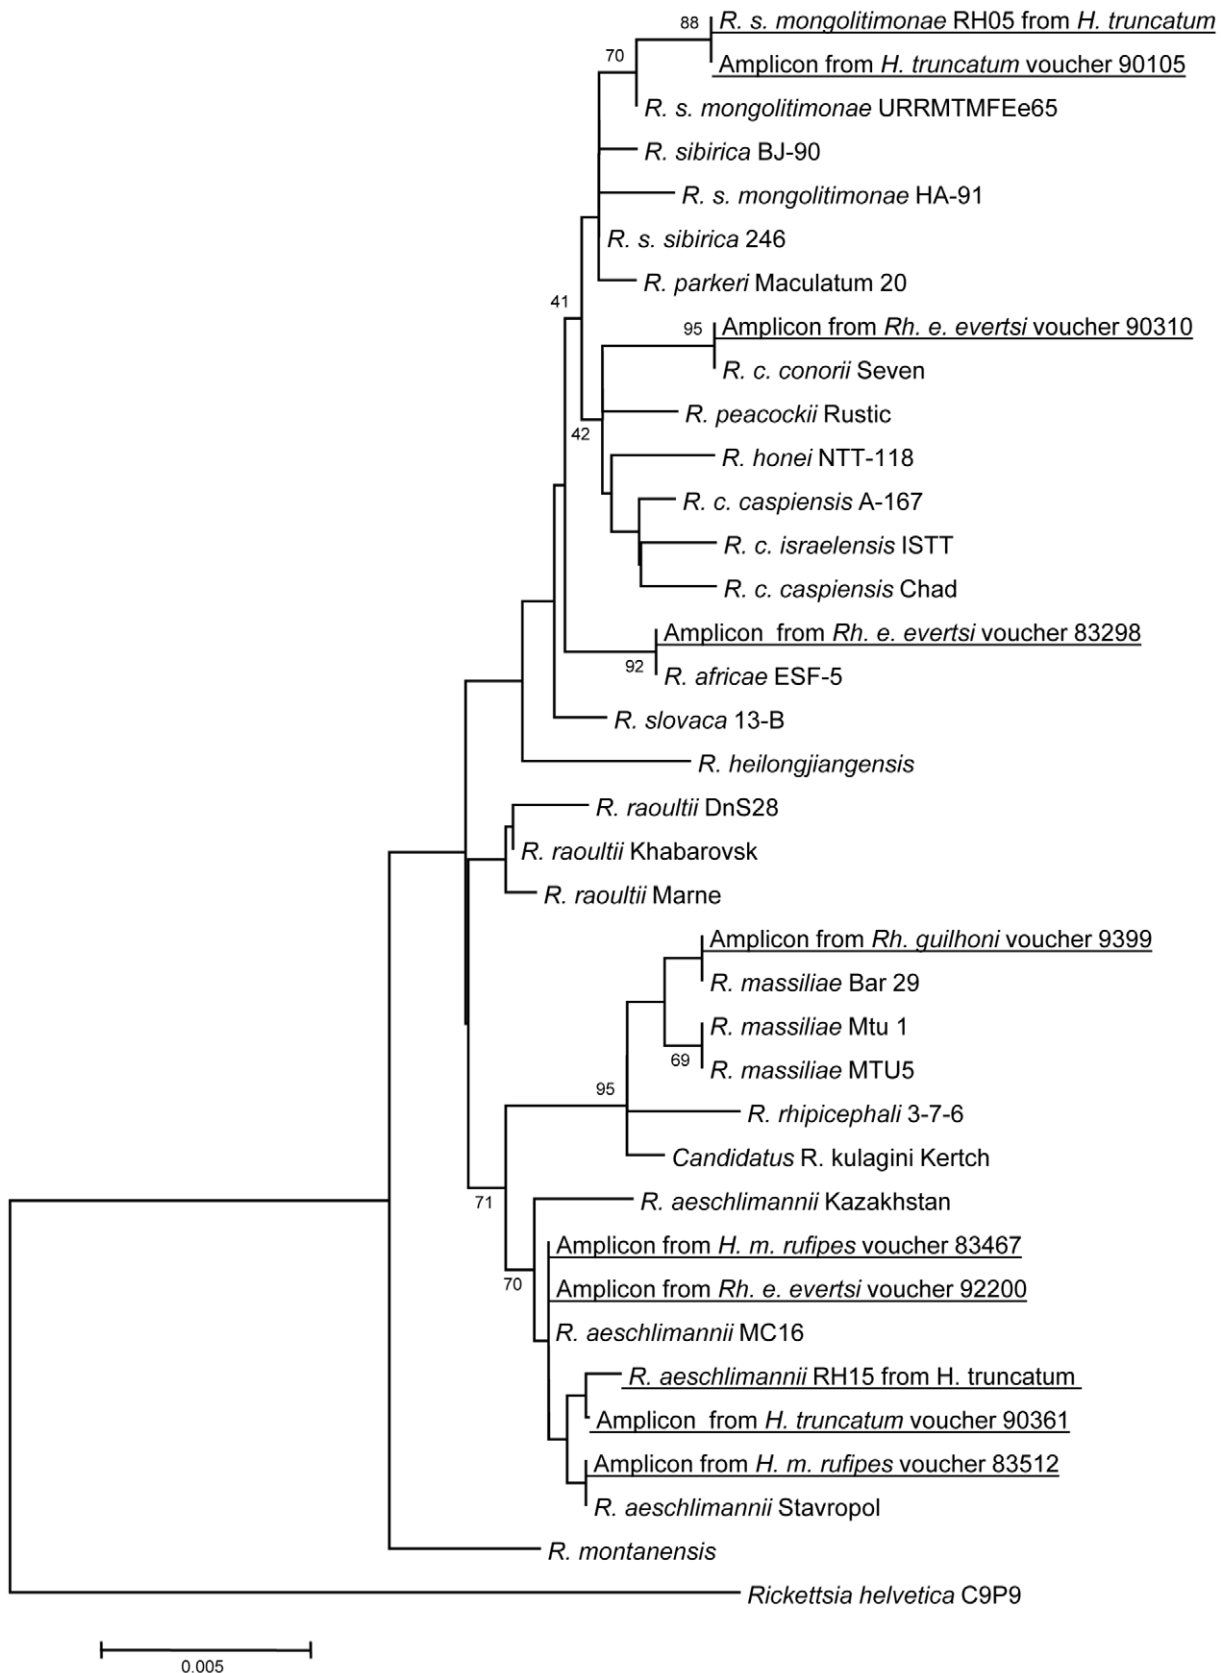 88
R. s. mongolitimonae RH05 from H. truncatum
70
Amplicon from H. truncatum voucher 90105
R. s. mongolitimonae URRMTMFEe65
R. sibirica BJ-90
R. s. mongolitimonae HA-91
R. s. sibirica 246
R. parkeri Maculatum 20
41
95
Amplicon from Rh. e. evertsi voucher 90310
R. c. conorii Seven
R. peacockii Rustic
42
R. honei NTT-118
R. c. caspiensis A-167
R. c. israelensis ISTT
R. c. caspiensis Chad
Amplicon from Rh. e. evertsi voucher 83298
92
R. africae ESF-5
R. slovaca 13-B
R. heilongjiangensis
R. raoultii DnS28
R. raoultii Khabarovsk
R. raoultii Marne
Amplicon from Rh. guilhoni voucher 9399
R. massiliae Bar 29
R. massiliae Mtu 1
69
R. massiliae MTU5
95
R. rhipicephali 3-7-6
Candidatus R. kulagini Kertch
71
R. aeschlimannii Kazakhstan
Amplicon from H. m. rufipes voucher 83467
70
Amplicon from Rh. e. evertsi voucher 92200
R. aeschlimannii MC16
R. aeschlimannii RH15 from H. truncatum
Amplicon from H. truncatum voucher 90361
Amplicon from H. m. rufipes voucher 83512
R. aeschlimannii Stavropol
R. montanensis
Rickettsia helvetica C9P9
0.005